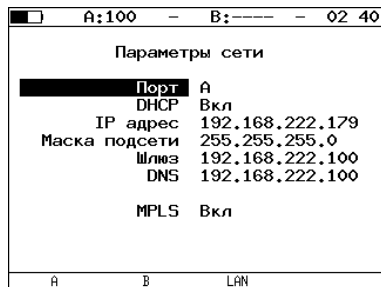 A:100 – B:---- – 02 40
Параметры сети
Порт A
DHCP Вкл
IP адрес 192.168.222.179
Маска подсети 255.255.255.0
Шлюз 192.168.222.100
DNS 192.168.222.100
MPLS Вкл
A B LAN